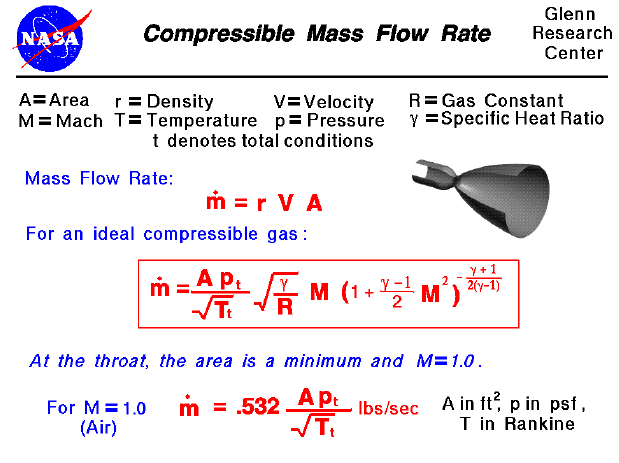 NASA
Compressible Mass Flow Rate
Glenn
Research
Center
A = Area r = Density V = Velocity R = Gas Constant
M = Mach T = Temperature p = Pressure γ = Specific Heat Ratio
t denotes total conditions
Mass Flow Rate:
ṁ = r V A
For an ideal compressible gas :
ṁ = A pₜ / √Tₜ √(γ/R) M (1 + (γ-1)/2 M²)^(-(γ+1)/(2(γ-1)))
At the throat, the area is a minimum and M=1.0 .
For M = 1.0
(Air)
ṁ = .532 A pₜ / √Tₜ lbs/sec
A in ft², p in psf ,
T in Rankine